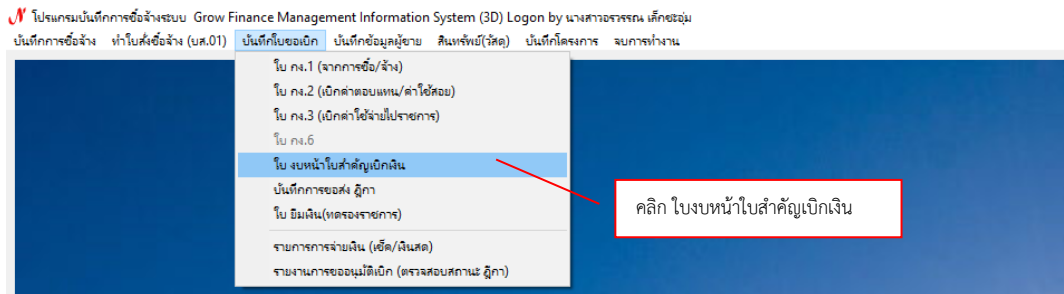 โปรแกรมบันทึกการซื้อจ้างระบบ Grow Finance Management Information System (3D) Logon by นางสาวอรวรรณ เล็กชะอุ่ม
บันทึกการซื้อจ้าง ทำใบสั่งซื้อจ้าง (บส.01) บันทึกใบขอเบิก บันทึกข้อมูลผู้ขาย สินทรัพย์(วัสดุ) บันทึกโครงการ จบการทำงาน
ใบ กง.1 (จากการซื้อ/จ้าง)
ใบ กง.2 (เบิกค่าตอบแทน/ค่าใช้สอย)
ใบ กง.3 (เบิกค่าใช้จ่ายไปราชการ)
ใบ กง.6
ใบ งบหน้าใบสำคัญเบิกเงิน
บันทึกการขอส่ง ฎีกา
ใบ ยืมเงิน(ทดรองราชการ)
คลิก ใบงบหน้าใบสำคัญเบิกเงิน
รายการการจ่ายเงิน (เช็ค/เงินสด)
รายงานการขออนุมัติเบิก (ตรวจสอบสถานะ ฎีกา)